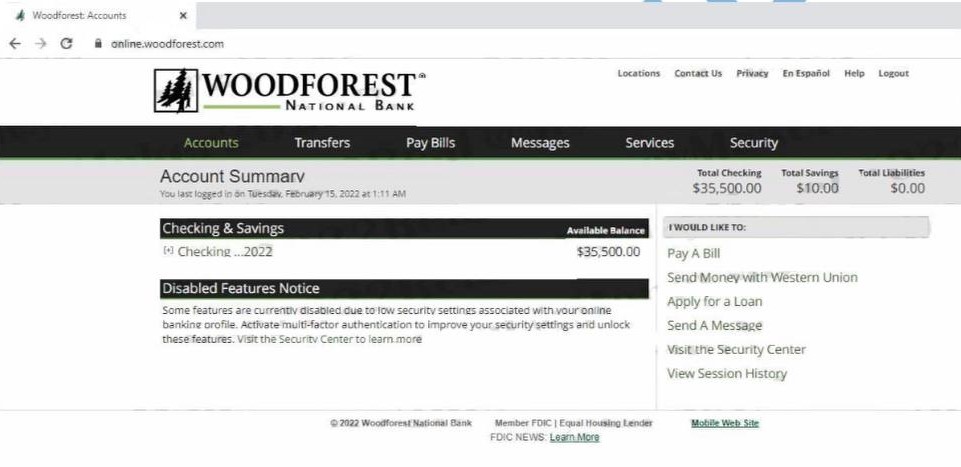 Woodforest: Accounts
online.woodforest.com
Locations Contact Us Privacy En Español Help Logout
WOODFOREST
NATIONAL BANK
Accounts Transfers Pay Bills Messages Services Security
Account Summary
You last logged in on Tuesday, February 15, 2022 at 1:11 AM
Total Checking Total Savings Total Liabilities
$35,500.00 $10.00 $0.00
Checking & Savings Available Balance
[+] Checking ...2022 $35,500.00
Disabled Features Notice
Some features are currently disabled due to low security settings associated with your online
banking profile. Activate multi-factor authentication to improve your security settings and unlock
these features. Visit the Security Center to learn more
I WOULD LIKE TO:
Pay A Bill
Send Money with Western Union
Apply for a Loan
Send A Message
Visit the Security Center
View Session History
© 2022 Woodforest National Bank Member FDIC | Equal Housing Lender Mobile Web Site
FDIC NEWS: Learn More